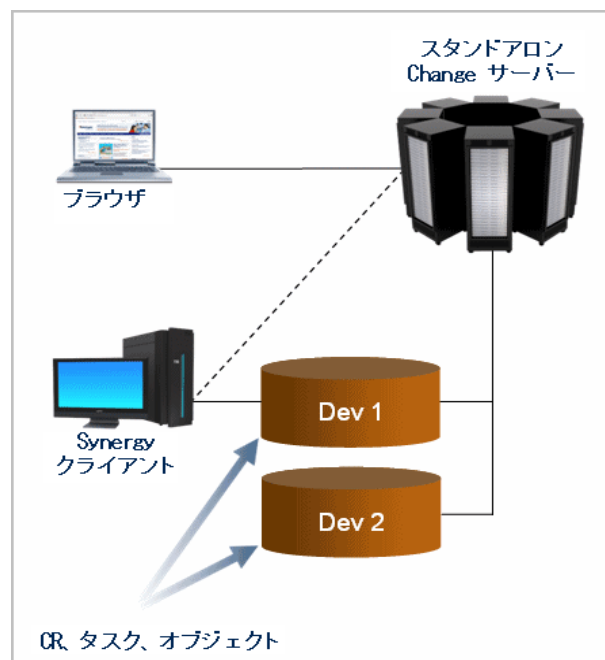 スタンドアロン
Change サーバー
ブラウザ
Dev 1
Synergy
クライアント
Dev 2
CR、タスク、オブジェクト